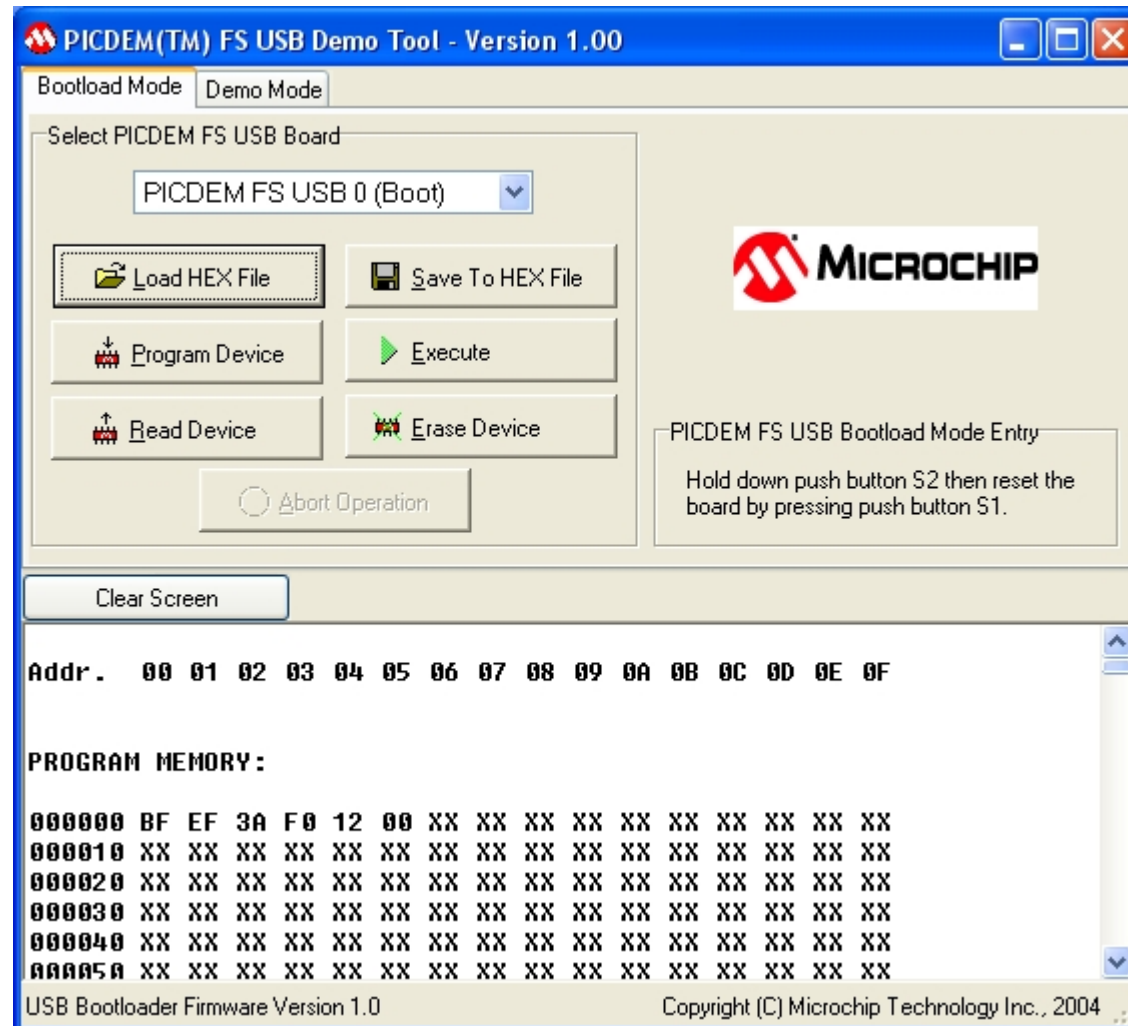 PICDEM(TM) FS USB Demo Tool - Version 1.00
Bootload Mode Demo Mode
Select PICDEM FS USB Board
PICDEM FS USB 0 (Boot)
Load HEX File
Save To HEX File
MICROCHIP
Program Device
Execute
Read Device
Erase Device
Abort Operation
PICDEM FS USB Bootload Mode Entry
Hold down push button S2 then reset the
board by pressing push button S1.
Clear Screen
Addr. 00 01 02 03 04 05 06 07 08 09 0A 0B 0C 0D 0E 0F
PROGRAM MEMORY:
000000 BF EF 3A F0 12 00 XX XX XX XX XX XX XX XX XX XX
000010 XX XX XX XX XX XX XX XX XX XX XX XX XX XX XX XX
000020 XX XX XX XX XX XX XX XX XX XX XX XX XX XX XX XX
000030 XX XX XX XX XX XX XX XX XX XX XX XX XX XX XX XX
000040 XX XX XX XX XX XX XX XX XX XX XX XX XX XX XX XX
000050 XX XX XX XX XX XX XX XX XX XX XX XX XX XX XX XX
USB Bootloader Firmware Version 1.0
Copyright (C) Microchip Technology Inc., 2004